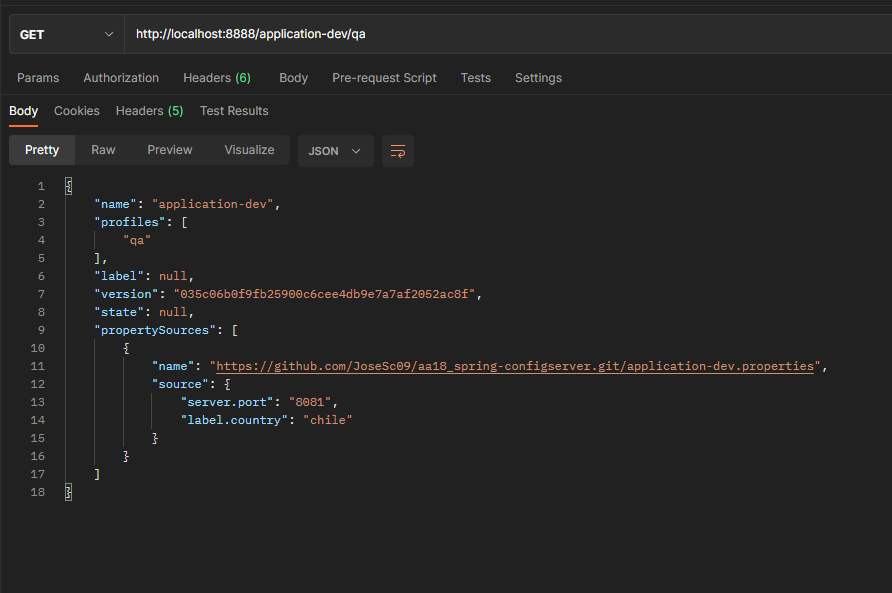 GET http://localhost:8888/application-dev/qa
Params Authorization Headers (6) Body Pre-request Script Tests Settings
Body Cookies Headers (5) Test Results
Pretty Raw Preview Visualize JSON
1 {
2 "name": "application-dev",
3 "profiles": [
4 "qa"
5 ],
6 "label": null,
7 "version": "035c06b0f9fb25900c6cee4db9e7a7af2052ac8f",
8 "state": null,
9 "propertySources": [
10 {
11 "name": "https://github.com/JoseSc09/aa18_spring-configserver.git/application-dev.properties",
12 "source": {
13 "server.port": "8081",
14 "label.country": "chile"
15 }
16 }
17 ]
18 }